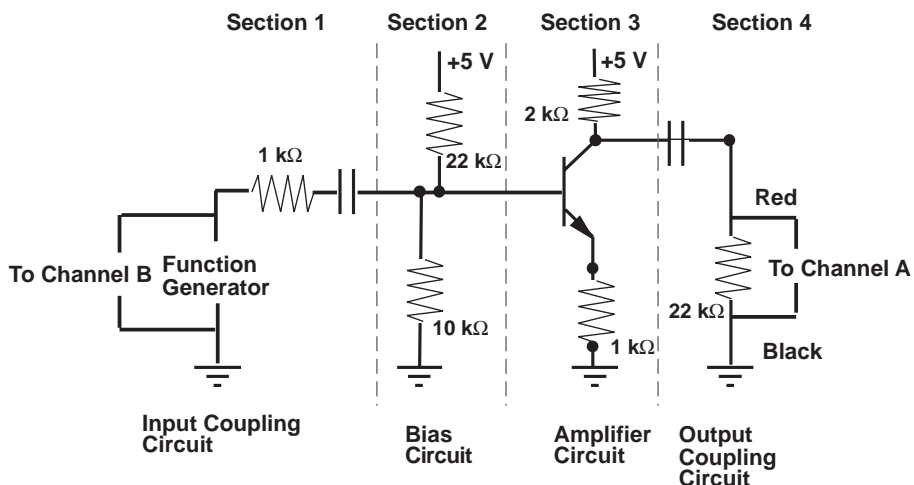 Section 1
Section 2
Section 3
Section 4
+5 V
+5 V
2 kΩ
1 kΩ
22 kΩ
Red
To Channel B
Function
Generator
To Channel A
10 kΩ
22 kΩ
1 kΩ
Black
Input Coupling
Circuit
Bias
Circuit
Amplifier
Circuit
Output
Coupling
Circuit